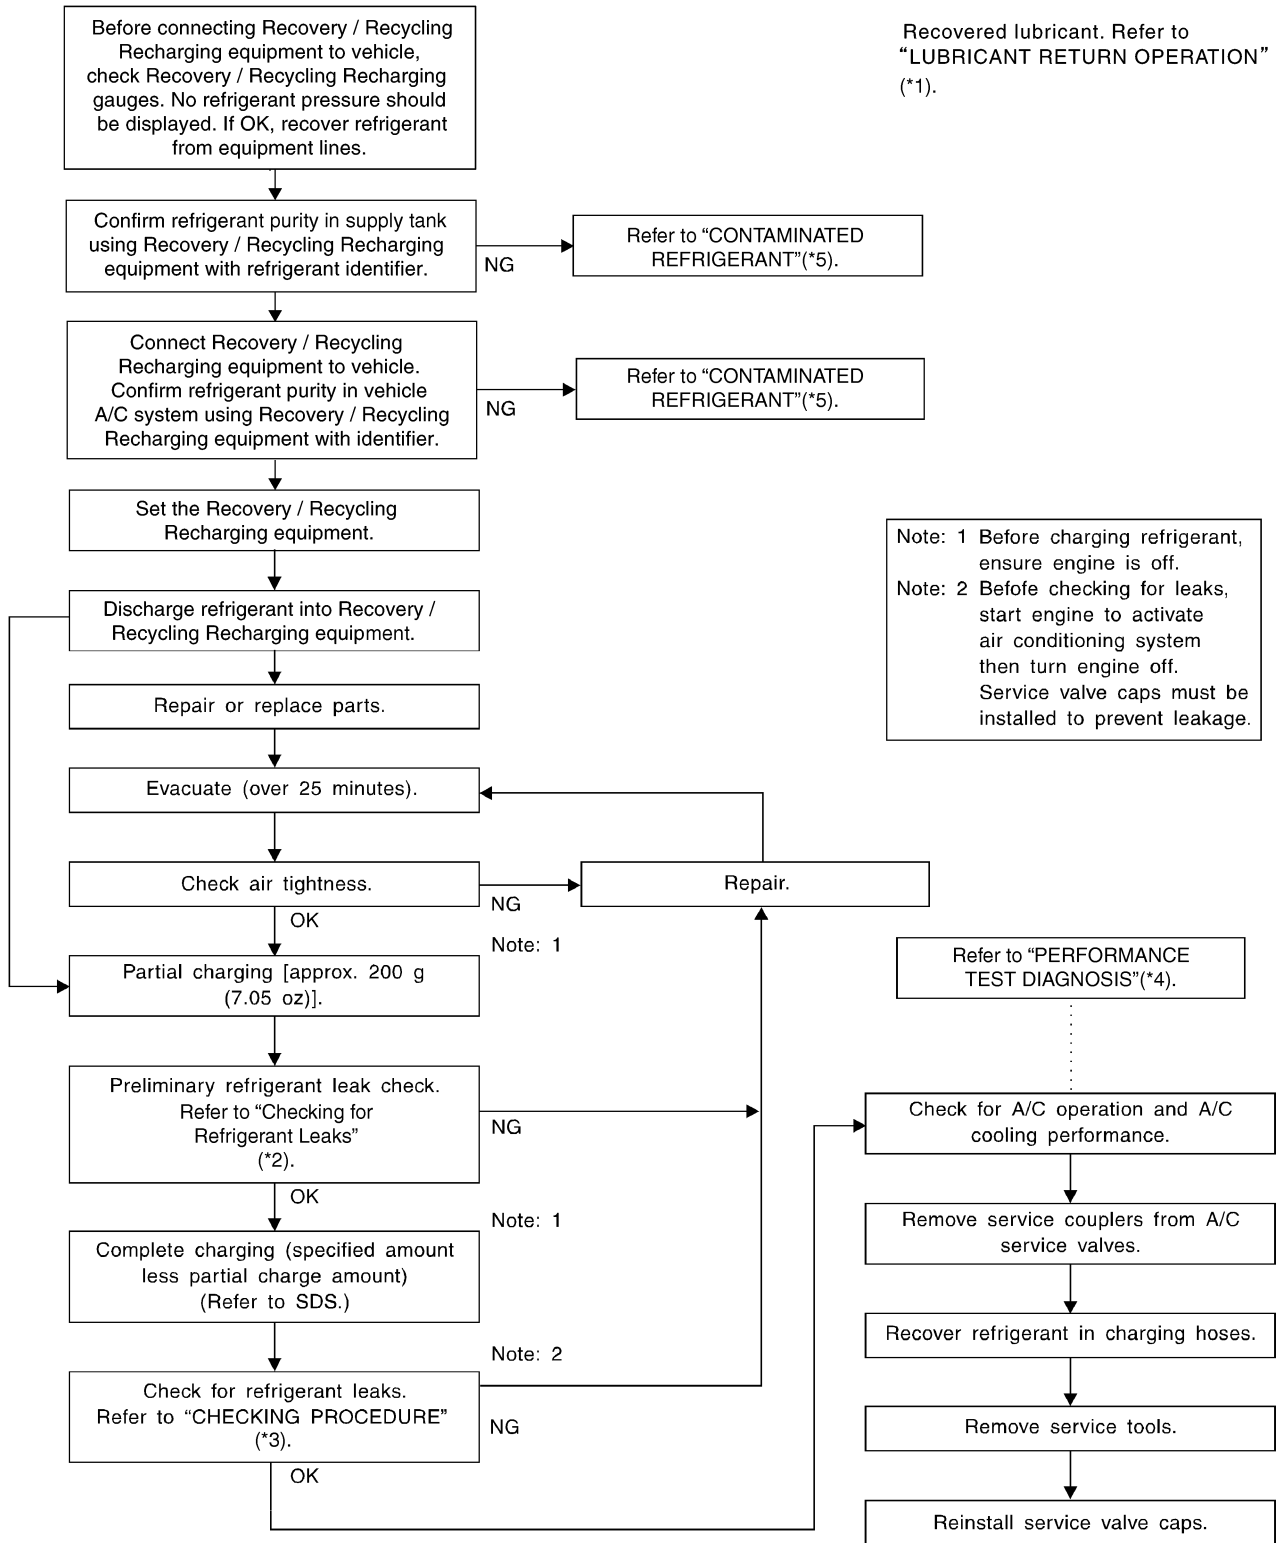 Before connecting Recovery / Recycling
Recharging equipment to vehicle,
check Recovery / Recycling Recharging
gauges. No refrigerant pressure should
be displayed. If OK, recover refrigerant
from equipment lines.
Recovered lubricant. Refer to
“LUBRICANT RETURN OPERATION”
(*1).
Confirm refrigerant purity in supply tank
using Recovery / Recycling Recharging
equipment with refrigerant identifier.
NG
Refer to “CONTAMINATED
REFRIGERANT”(*5).
Connect Recovery / Recycling
Recharging equipment to vehicle.
Confirm refrigerant purity in vehicle
A/C system using Recovery / Recycling
Recharging equipment with identifier.
NG
Refer to “CONTAMINATED
REFRIGERANT”(*5).
Set the Recovery / Recycling
Recharging equipment.
Note: 1 Before charging refrigerant,
ensure engine is off.
Note: 2 Befofe checking for leaks,
start engine to activate
air conditioning system
then turn engine off.
Service valve caps must be
installed to prevent leakage.
Discharge refrigerant into Recovery /
Recycling Recharging equipment.
Repair or replace parts.
Evacuate (over 25 minutes).
Check air tightness.
NG
Repair.
OK
Note: 1
Partial charging [approx. 200 g
(7.05 oz)].
Preliminary refrigerant leak check.
Refer to “Checking for
Refrigerant Leaks”
(*2).
NG
OK
Note: 1
Complete charging (specified amount
less partial charge amount)
(Refer to SDS.)
Note: 2
Check for refrigerant leaks.
Refer to “CHECKING PROCEDURE”
(*3).
NG
OK
Refer to “PERFORMANCE
TEST DIAGNOSIS”(*4).
Check for A/C operation and A/C
cooling performance.
Remove service couplers from A/C
service valves.
Recover refrigerant in charging hoses.
Remove service tools.
Reinstall service valve caps.